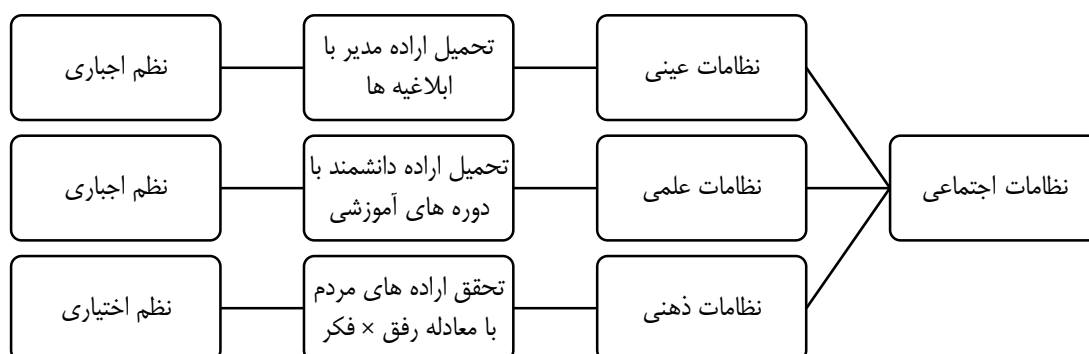 نظامات اجتماعی
نظامات عینی
تحمیل اراده مدیر با
ابلاغیه ها
نظم اجباری
نظامات علمی
تحمیل اراده دانشمند با
دوره های آموزشی
نظم اجباری
نظامات ذهنی
تحقق اراده های مردم
با معادله رفق × فکر
نظم اختیاری